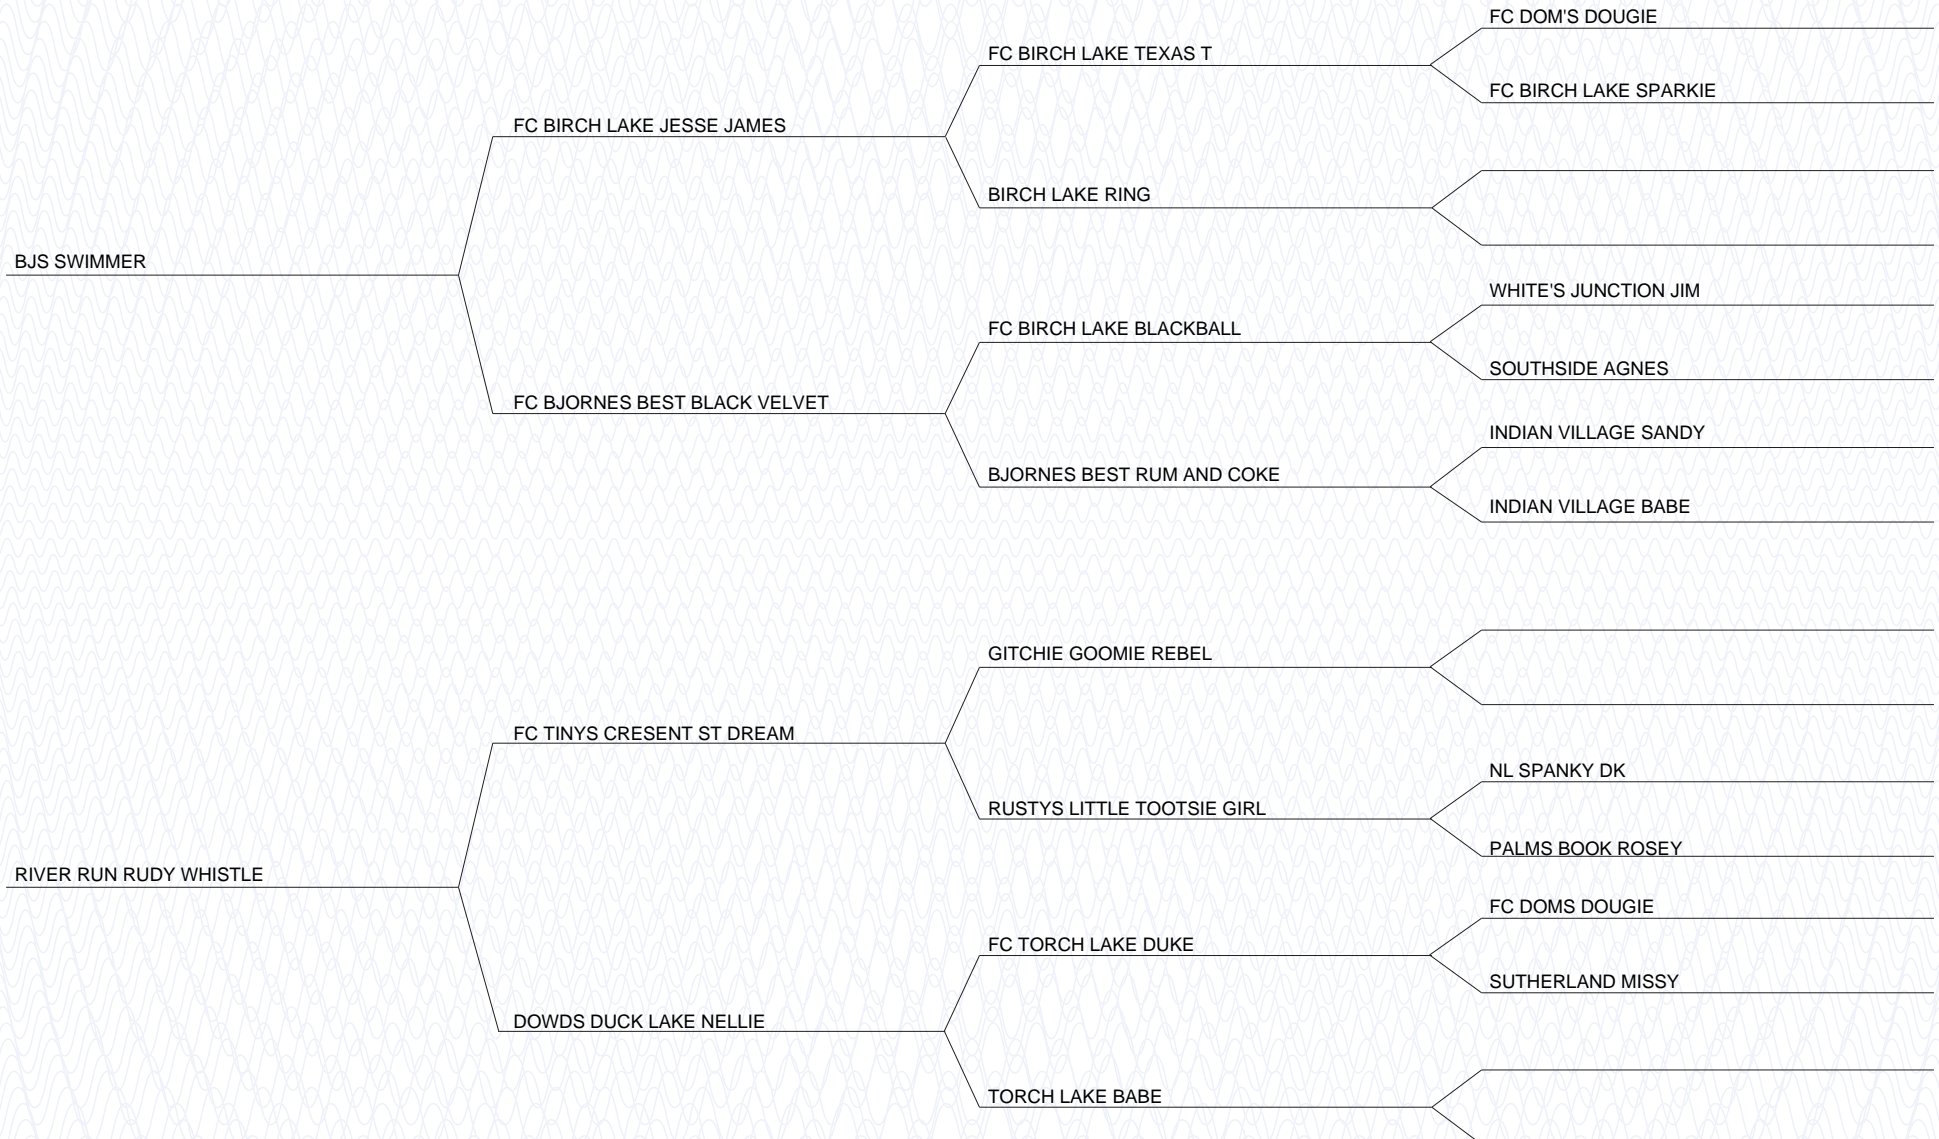 FC DOM'S DOUGIE
FC BIRCH LAKE TEXAS T
FC BIRCH LAKE SPARKIE
FC BIRCH LAKE JESSE JAMES
BIRCH LAKE RING
BJS SWIMMER
WHITE'S JUNCTION JIM
FC BIRCH LAKE BLACKBALL
SOUTHSIDE AGNES
FC BJORNES BEST BLACK VELVET
INDIAN VILLAGE SANDY
BJORNES BEST RUM AND COKE
INDIAN VILLAGE BABE
GITCHIE GOOMIE REBEL
FC TINYS CRESENT ST DREAM
NL SPANKY DK
RUSTYS LITTLE TOOTSIE GIRL
PALMS BOOK ROSEY
RIVER RUN RUDY WHISTLE
FC DOMS DOUGIE
FC TORCH LAKE DUKE
SUTHERLAND MISSY
DOWDS DUCK LAKE NELLIE
TORCH LAKE BABE